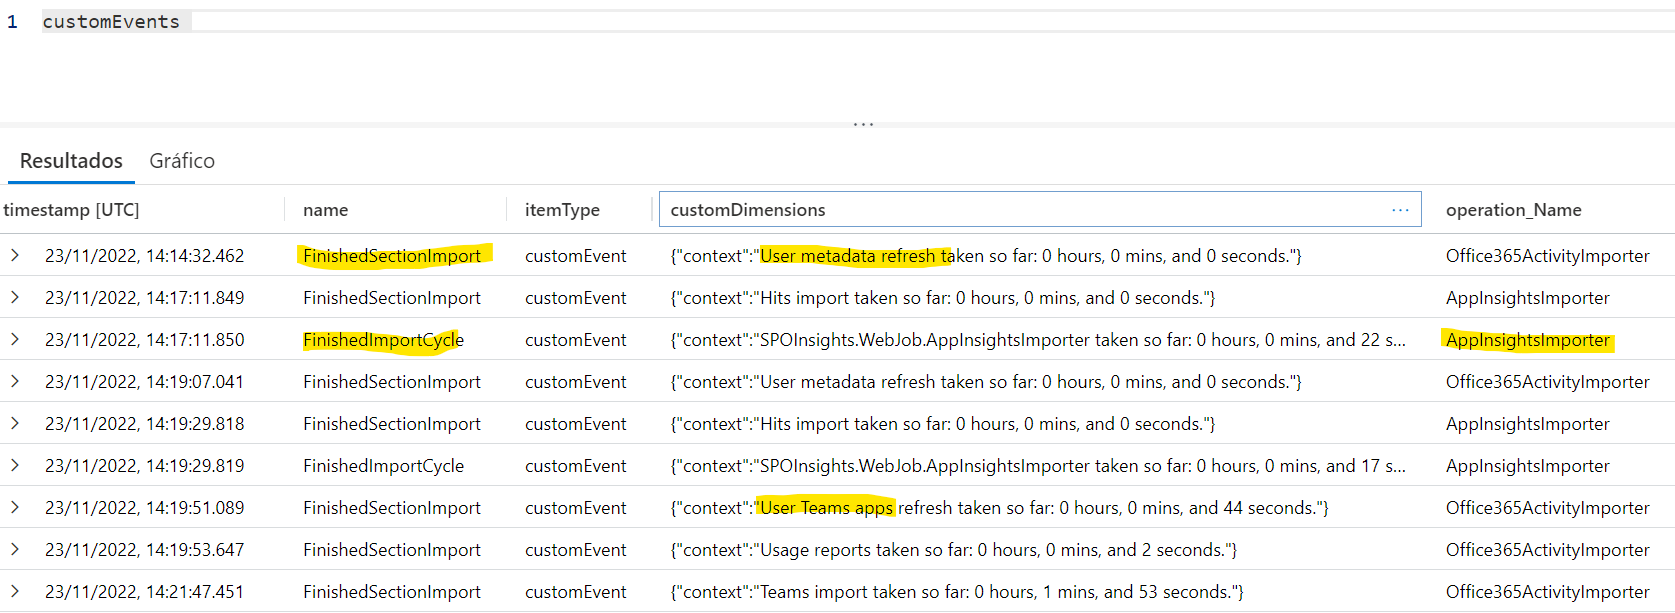 1 customEvents
...
Resultados Gráfico
timestamp [UTC] name itemType customDimensions ... operation_Name
23/11/2022, 14:14:32.462 FinishedSectionImport customEvent {"context":"User metadata refresh taken so far: 0 hours, 0 mins, and 0 seconds."} Office365ActivityImporter
23/11/2022, 14:17:11.849 FinishedSectionImport customEvent {"context":"Hits import taken so far: 0 hours, 0 mins, and 0 seconds."} AppInsightsImporter
23/11/2022, 14:17:11.850 FinishedImportCycle customEvent {"context":"SPOInsights.WebJob.AppInsightsImporter taken so far: 0 hours, 0 mins, and 22 s... AppInsightsImporter
23/11/2022, 14:19:07.041 FinishedSectionImport customEvent {"context":"User metadata refresh taken so far: 0 hours, 0 mins, and 0 seconds."} Office365ActivityImporter
23/11/2022, 14:19:29.818 FinishedSectionImport customEvent {"context":"Hits import taken so far: 0 hours, 0 mins, and 0 seconds."} AppInsightsImporter
23/11/2022, 14:19:29.819 FinishedImportCycle customEvent {"context":"SPOInsights.WebJob.AppInsightsImporter taken so far: 0 hours, 0 mins, and 17 s... AppInsightsImporter
23/11/2022, 14:19:51.089 FinishedSectionImport customEvent {"context":"User Teams apps refresh taken so far: 0 hours, 0 mins, and 44 seconds."} Office365ActivityImporter
23/11/2022, 14:19:53.647 FinishedSectionImport customEvent {"context":"Usage reports taken so far: 0 hours, 0 mins, and 2 seconds."} Office365ActivityImporter
23/11/2022, 14:21:47.451 FinishedSectionImport customEvent {"context":"Teams import taken so far: 0 hours, 1 mins, and 53 seconds."} Office365ActivityImporter